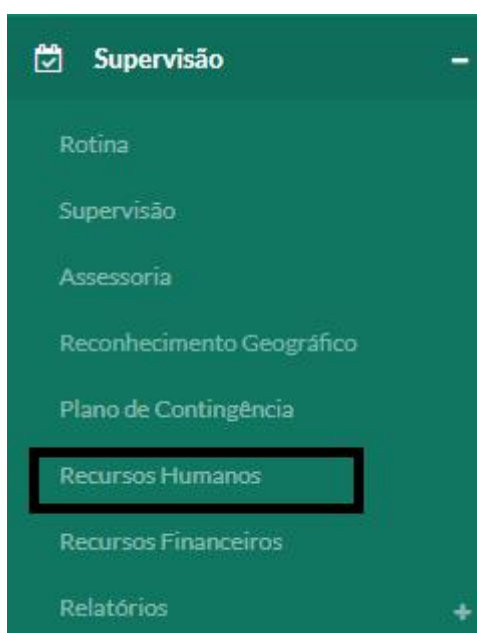 Supervisão
Rotina
Supervisão
Assessoria
Reconhecimento Geográfico
Plano de Contingência
Recursos Humanos
Recursos Financeiros
Relatórios